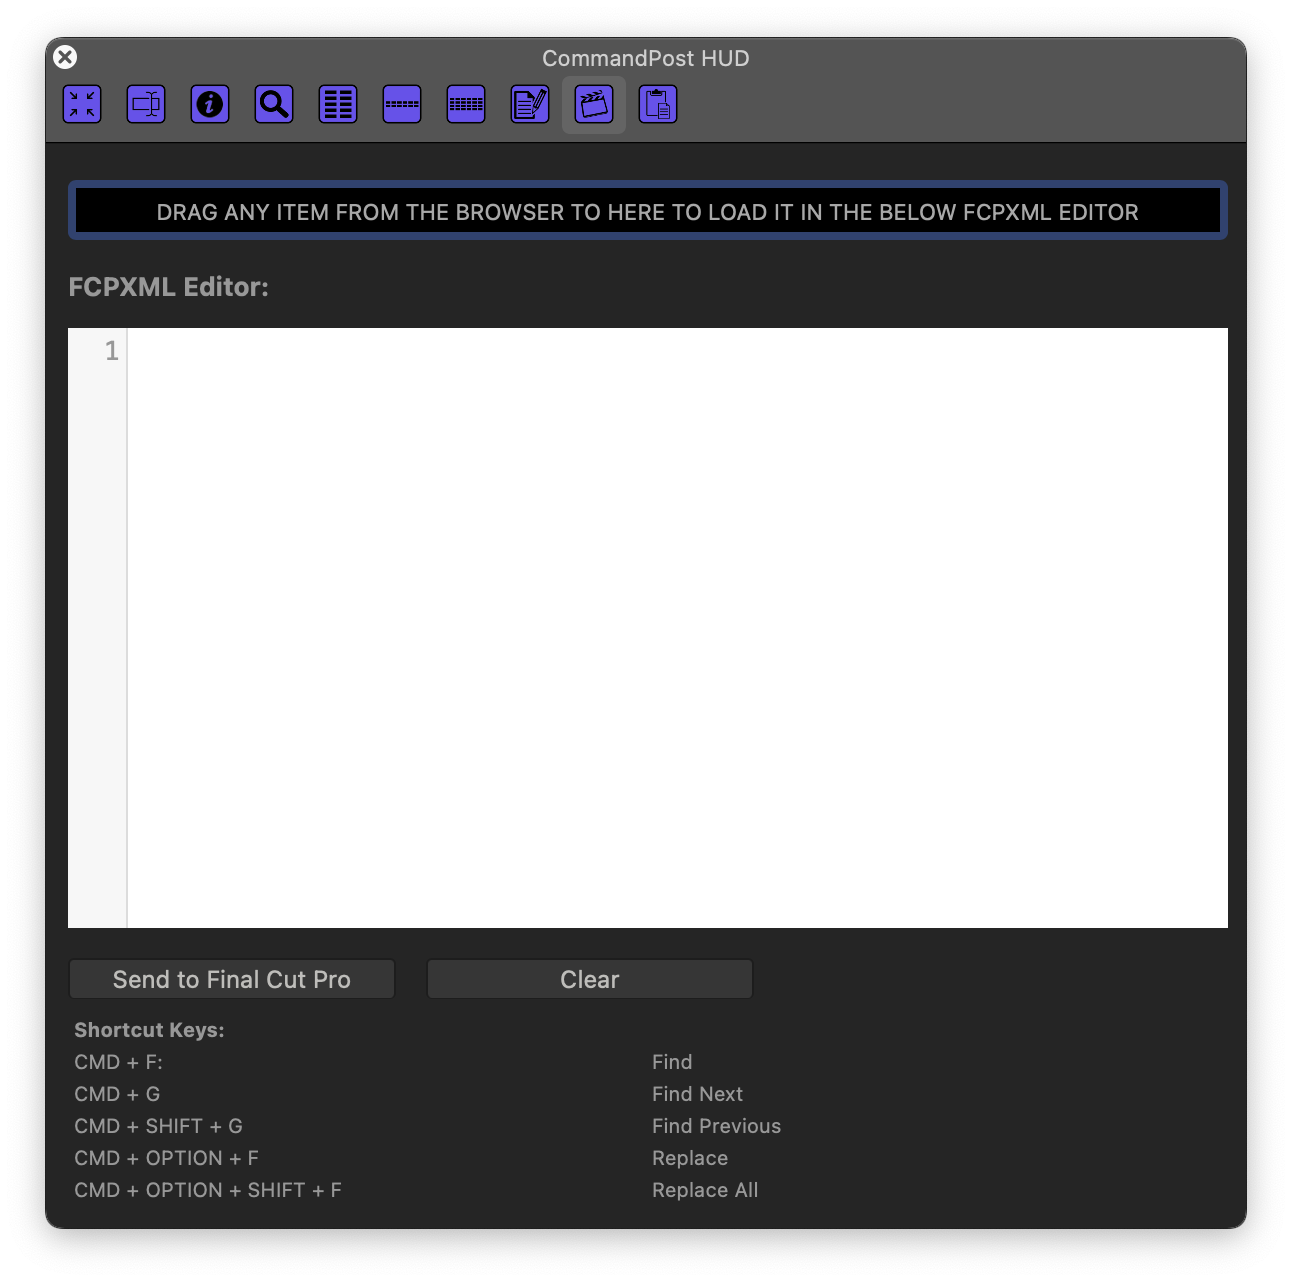 CommandPost HUD
DRAG ANY ITEM FROM THE BROWSER TO HERE TO LOAD IT IN THE BELOW FCPXML EDITOR
FCPXML Editor:
1
Send to Final Cut Pro Clear
Shortcut Keys:
CMD + F: Find
CMD + G Find Next
CMD + SHIFT + G Find Previous
CMD + OPTION + F Replace
CMD + OPTION + SHIFT + F Replace All